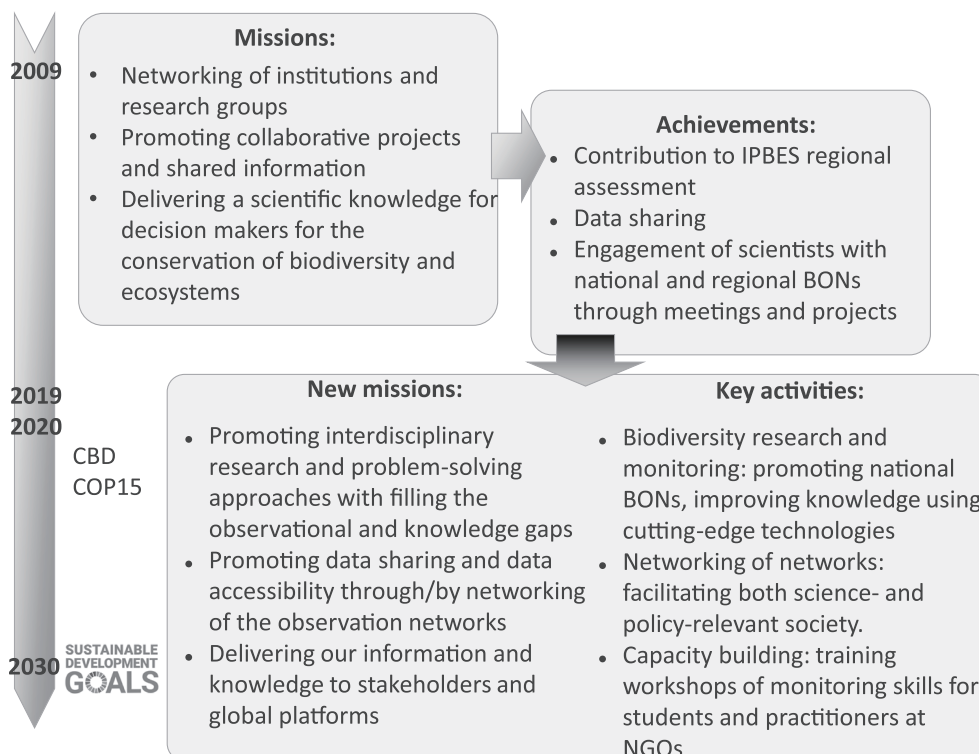 2009
Missions:
• Networking of institutions and
research groups
• Promoting collaborative projects
and shared information
• Delivering a scientific knowledge for
decision makers for the
conservation of biodiversity and
ecosystems
Achievements:
• Contribution to IPBES regional
assessment
• Data sharing
• Engagement of scientists with
national and regional BONs
through meetings and projects
2019
2020
CBD
COP15
2030
SUSTAINABLE
DEVELOPMENT
GOALS
New missions:
• Promoting interdisciplinary
research and problem-solving
approaches with filling the
observational and knowledge gaps
• Promoting data sharing and data
accessibility through/by networking
of the observation networks
• Delivering our information and
knowledge to stakeholders and
global platforms
Key activities:
• Biodiversity research and
monitoring: promoting national
BONs, improving knowledge using
cutting-edge technologies
• Networking of networks:
facilitating both science- and
policy-relevant society.
• Capacity building: training
workshops of monitoring skills for
students and practitioners at
NGOs